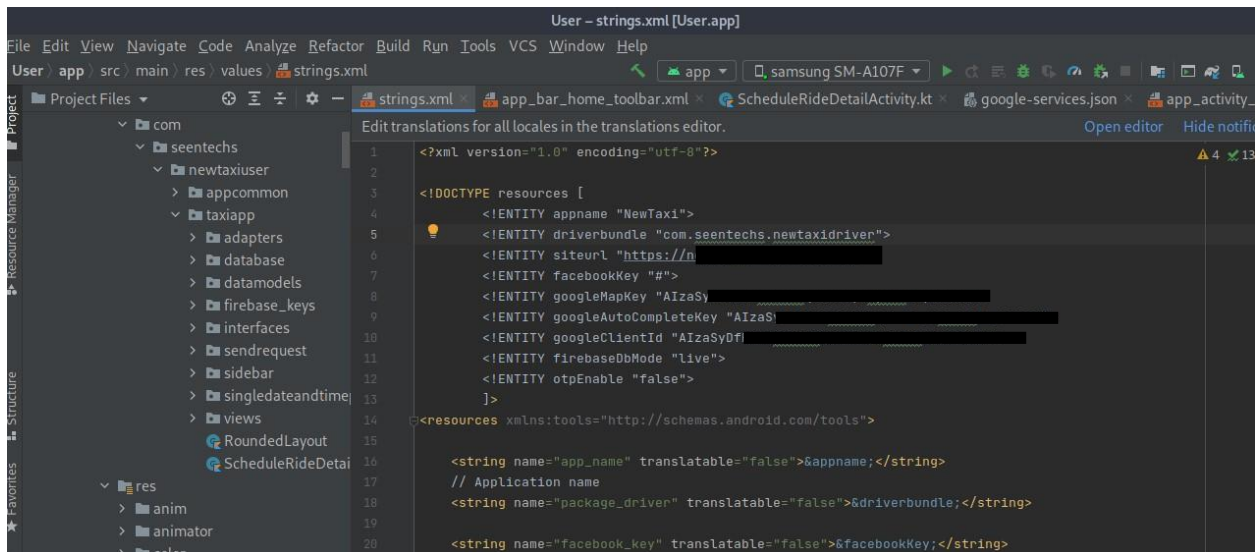 User – strings.xml [User.app]
File Edit View Navigate Code Analyze Refactor Build Run Tools VCS Window Help
User app src main res values strings.xml app samsung SM-A107F
Project Files strings.xml app_bar_home_toolbar.xml ScheduleRideDetailActivity.kt google-services.json app_activity_
Project
Resource Manager
Structure
Favorites
com
seentechs
newtaxiuser
appcommon
taxiapp
adapters
database
datamodels
firebase_keys
interfaces
sendrequest
sidebar
singledateandtime
views
RoundedLayout
ScheduleRideDetai
res
anim
animator
Edit translations for all locales in the translations editor. Open editor Hide notific
4 13
1 <?xml version="1.0" encoding="utf-8"?>
2
3 <!DOCTYPE resources [
4 <!ENTITY appname "NewTaxi">
5 <!ENTITY driverbundle "com.seentechs.newtaxidriver">
6 <!ENTITY siteurl "https://n
7 <!ENTITY facebookKey "#">
8 <!ENTITY googleMapKey "AIzaSy
9 <!ENTITY googleAutoCompleteKey "AIzaS
10 <!ENTITY googleClientId "AIzaSyDf
11 <!ENTITY firebaseDbMode "live">
12 <!ENTITY otpEnable "false">
13 ]>
14 <resources xmlns:tools="http://schemas.android.com/tools">
15
16 <string name="app_name" translatable="false">&appname;</string>
17 // Application name
18 <string name="package_driver" translatable="false">&driverbundle;</string>
19
20 <string name="facebook_key" translatable="false">&facebookKey;</string>